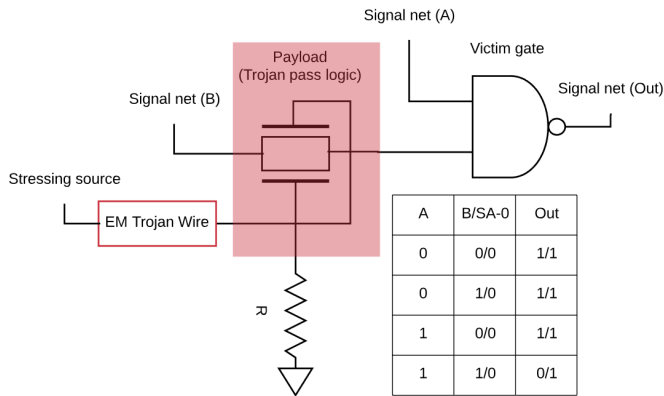 Signal net (A)
Payload
(Trojan pass logic)
Victim gate
Signal net (B)
Signal net (Out)
Stressing source
EM Trojan Wire
R
A B/SA-0 Out
0 0/0 1/1
0 1/0 1/1
1 0/0 1/1
1 1/0 0/1